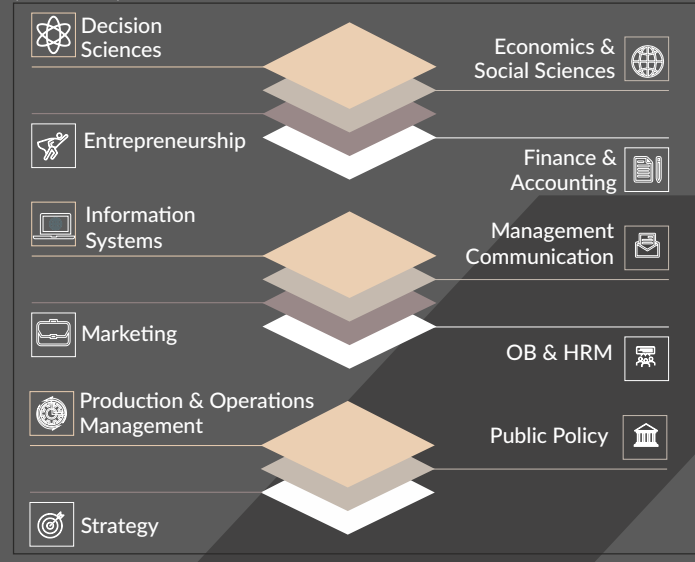 Decision
Sciences
Economics &
Social Sciences
Entrepreneurship
Finance &
Accounting
Information
Systems
Management
Communication
Marketing
OB & HRM
Production & Operations
Management
Public Policy
Strategy